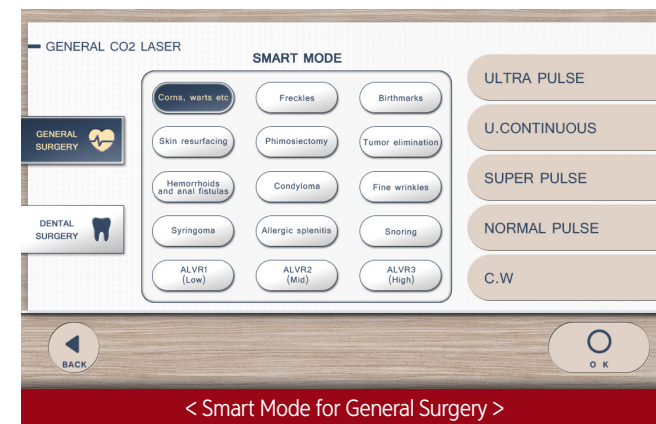 GENERAL CO2 LASER
SMART MODE
GENERAL
SURGERY
DENTAL
SURGERY
Corns, warts etc
Freckles
Birthmarks
Skin resurfacing
Phimosiectomy
Tumor elimination
Hemorrhoids
and anal fistulas
Condyloma
Fine wrinkles
Syringoma
Allergic splenitis
Snoring
ALVR1
(Low)
ALVR2
(Mid)
ALVR3
(High)
ULTRA PULSE
U.CONTINUOUS
SUPER PULSE
NORMAL PULSE
C.W
BACK
O K
< Smart Mode for General Surgery >